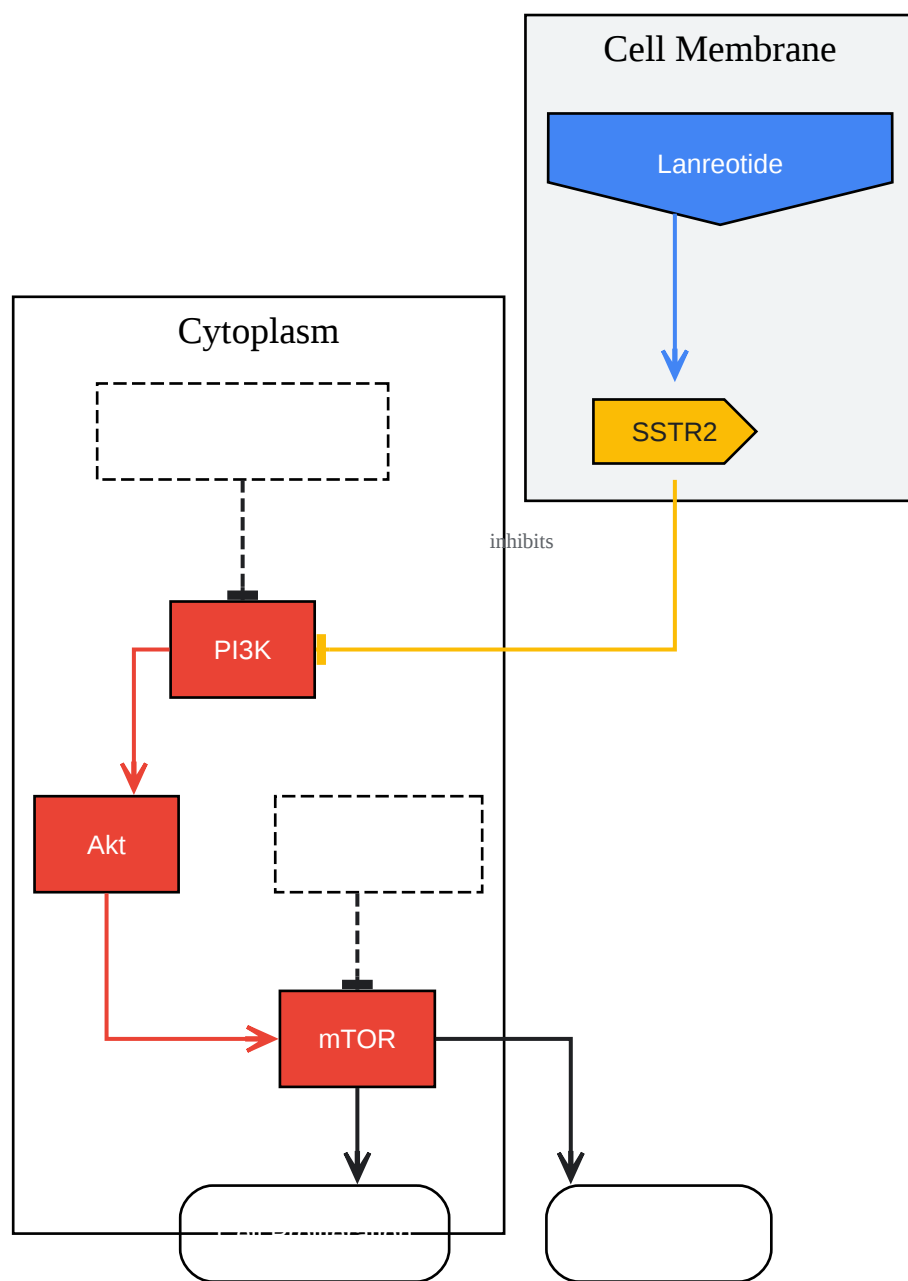 Cell Membrane
Lanreotide
Cytoplasm
SSTR2
inhibits
PI3K
Akt
mTOR